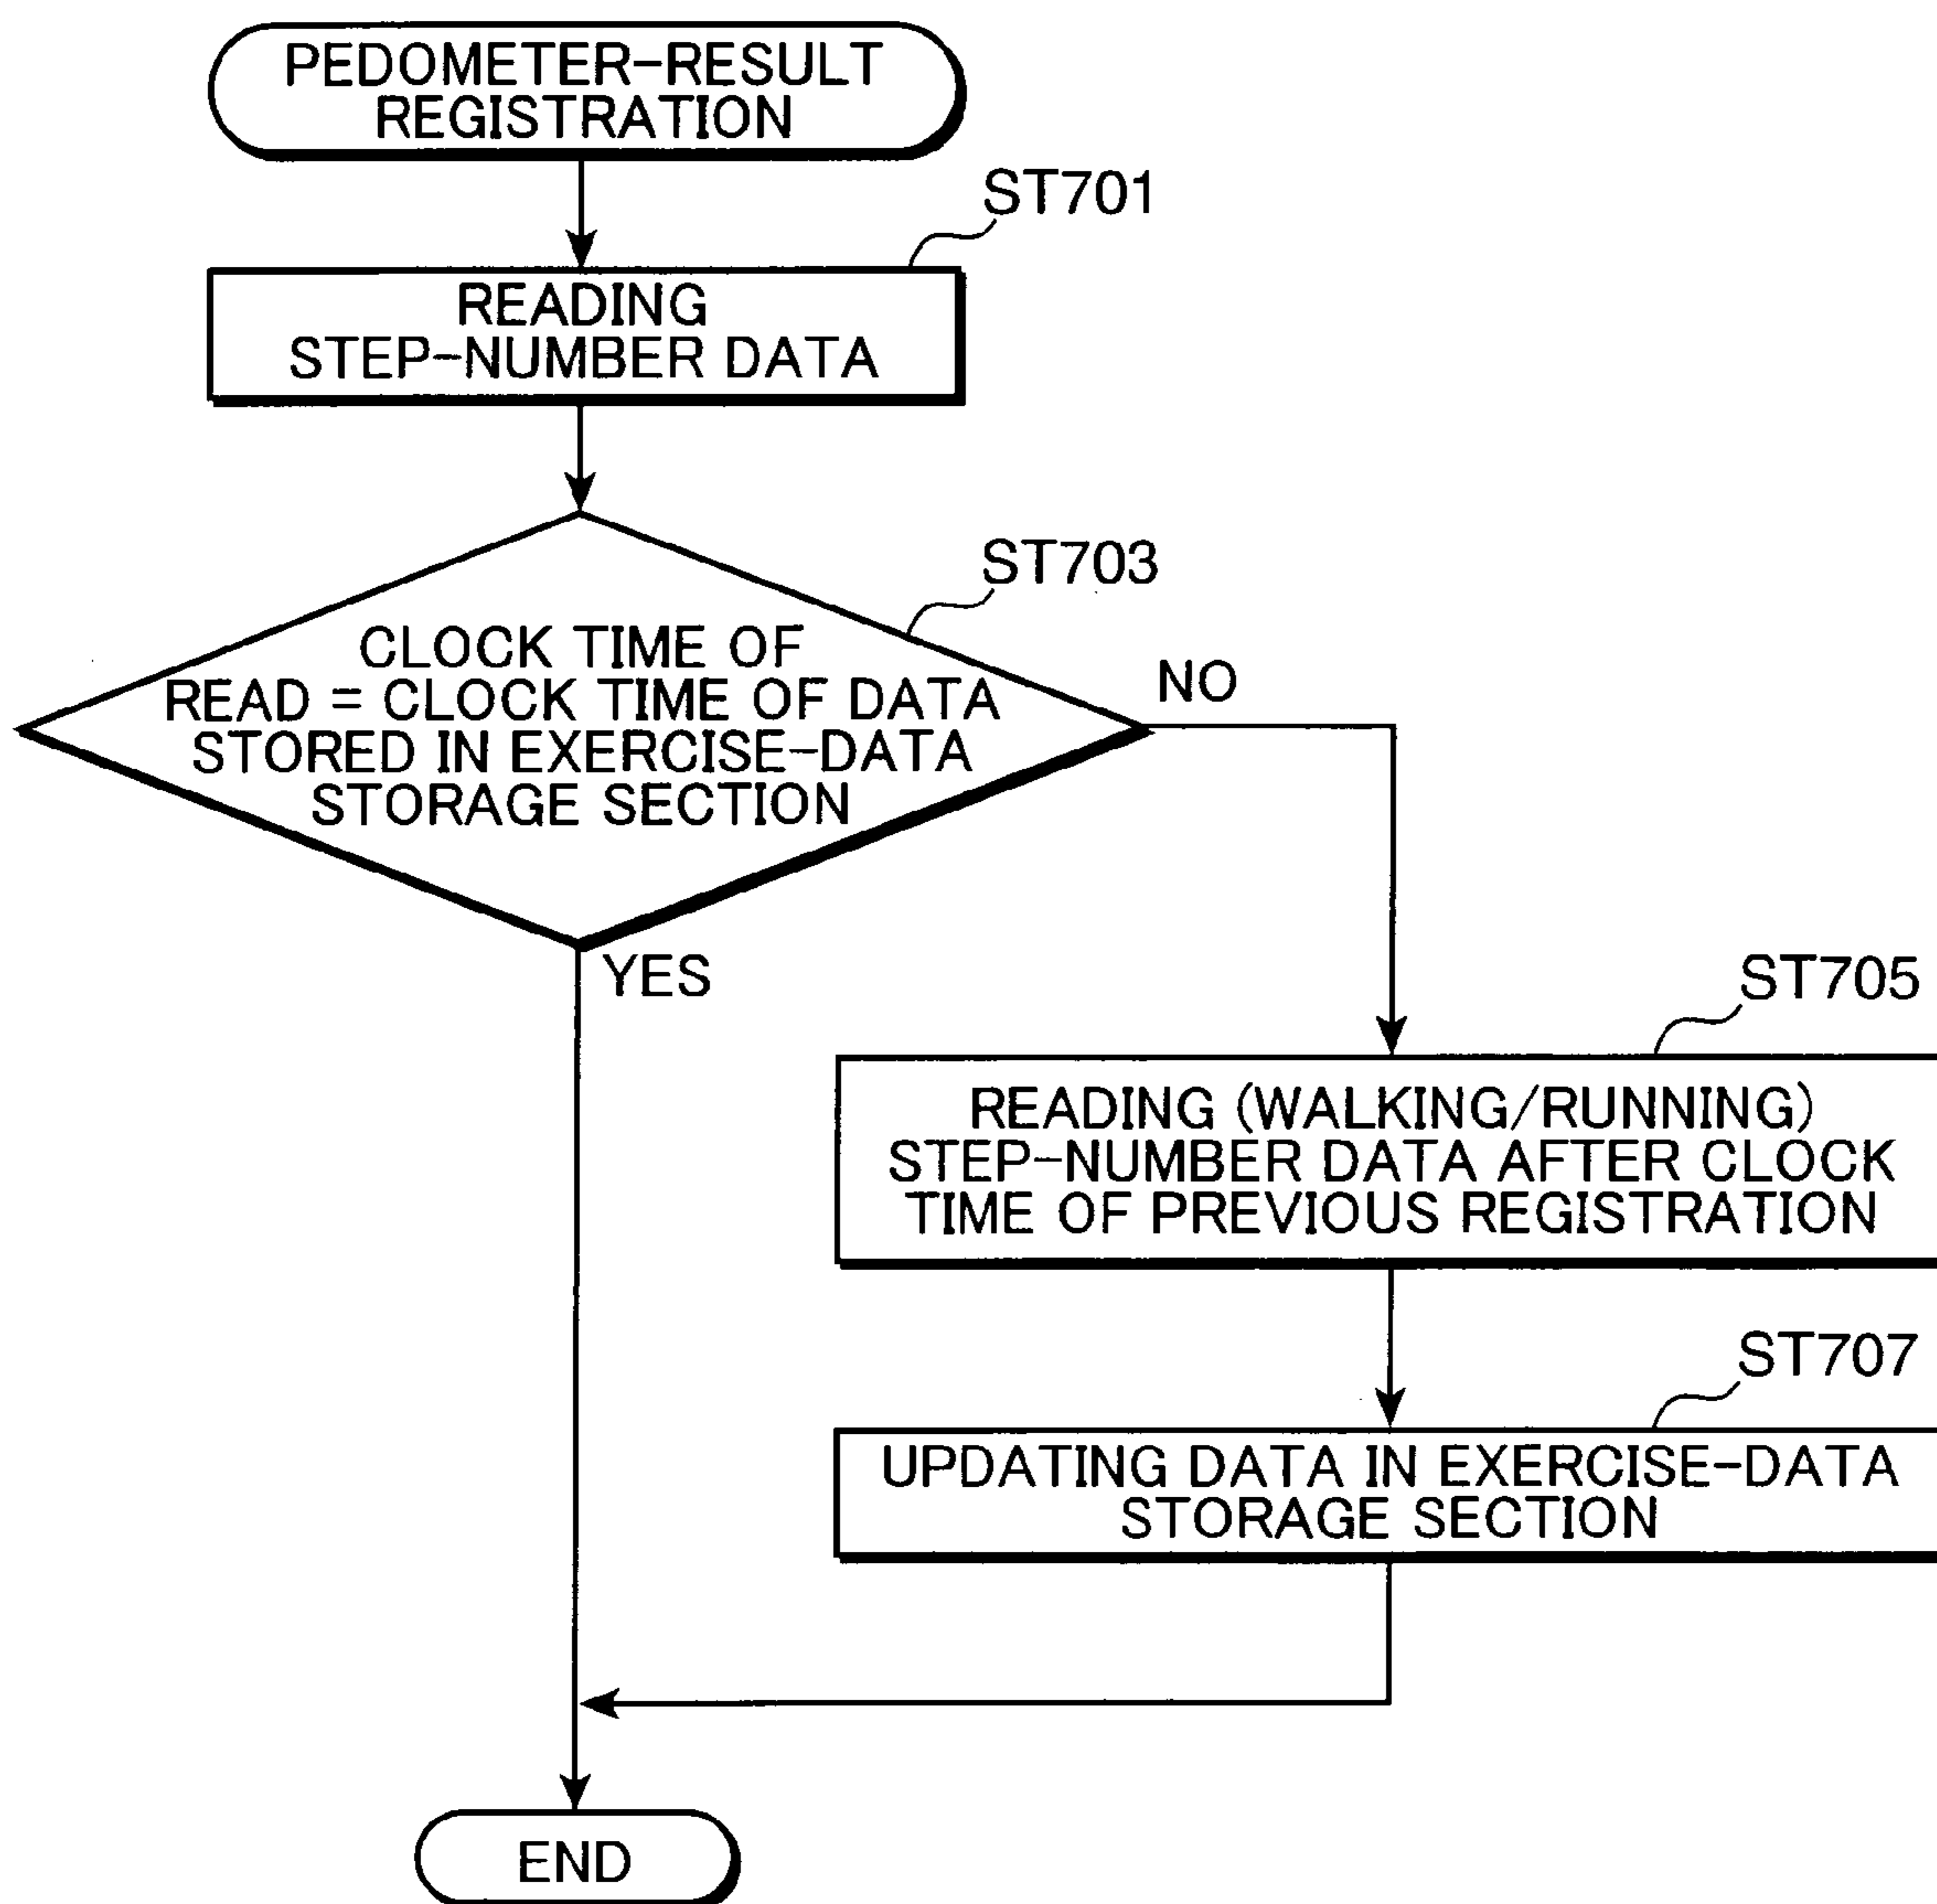 PEDOMETER-RESULT
REGISTRATION
ST701
READING
STEP-NUMBER DATA
ST703
CLOCK TIME OF
READ = CLOCK TIME OF DATA
STORED IN EXERCISE-DATA
STORAGE SECTION
NO
YES
ST705
READING (WALKING/RUNNING)
STEP-NUMBER DATA AFTER CLOCK
TIME OF PREVIOUS REGISTRATION
ST707
UPDATING DATA IN EXERCISE-DATA
STORAGE SECTION
END